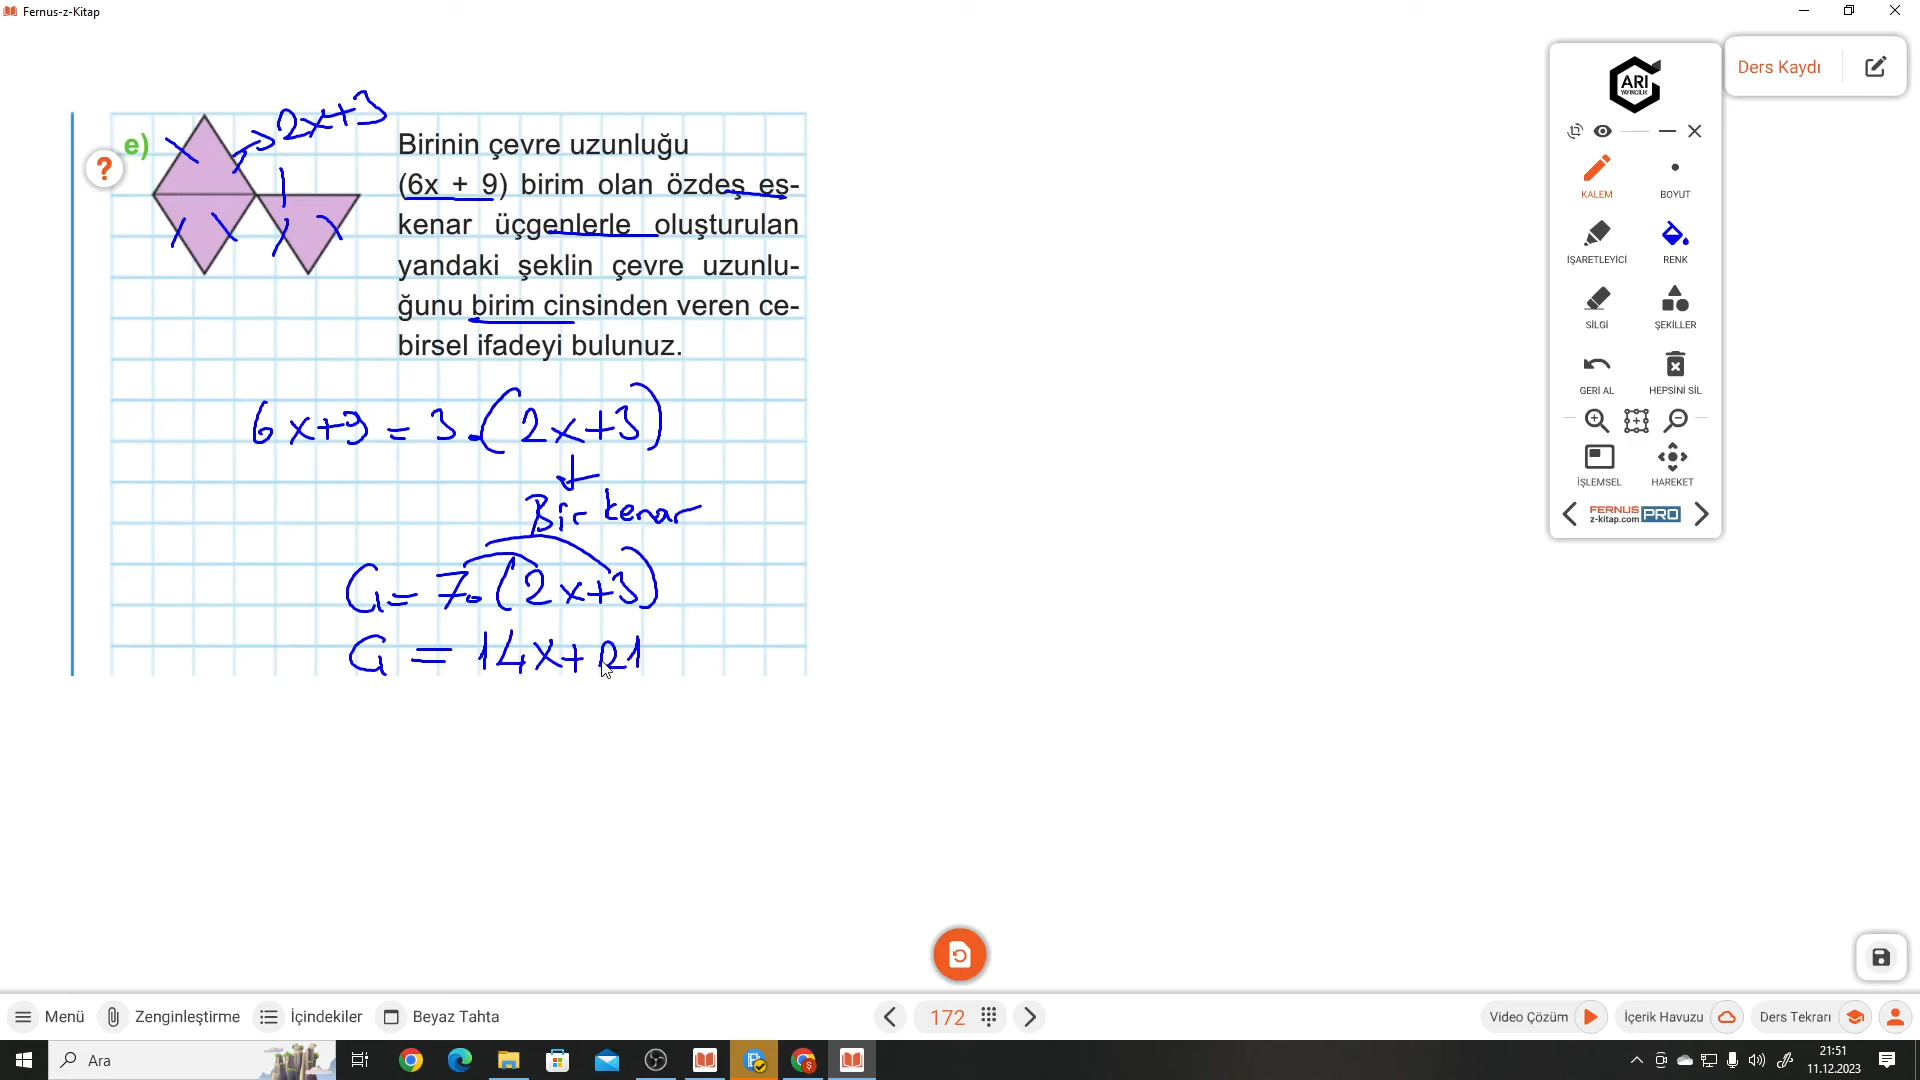 Fernus-z-Kitap
Ders Kaydı
ARI
YAYINCILIK
KALEM
BOYUT
İŞARETLEYİCİ
RENK
SİLGİ
ŞEKİLLER
GERİ AL
HEPSİNİ SİL
İŞLEMSEL
HAREKET
FERNUS
z-kitap.com PRO
e)
?
2x+3
Birinin çevre uzunluğu
(6x + 9) birim olan özdeş eş-
kenar üçgenlerle oluşturulan
yandaki şeklin çevre uzunlu-
ğunu birim cinsinden veren ce-
birsel ifadeyi bulunuz.
6x+9 = 3.(2x+3)
Bir kenar
Ç= 7.(2x+3)
Ç = 14x+21
Menü
Zenginleştirme
İçindekiler
Beyaz Tahta
172
Video Çözüm
İçerik Havuzu
Ders Tekrarı
Ara
21:51
11.12.2023